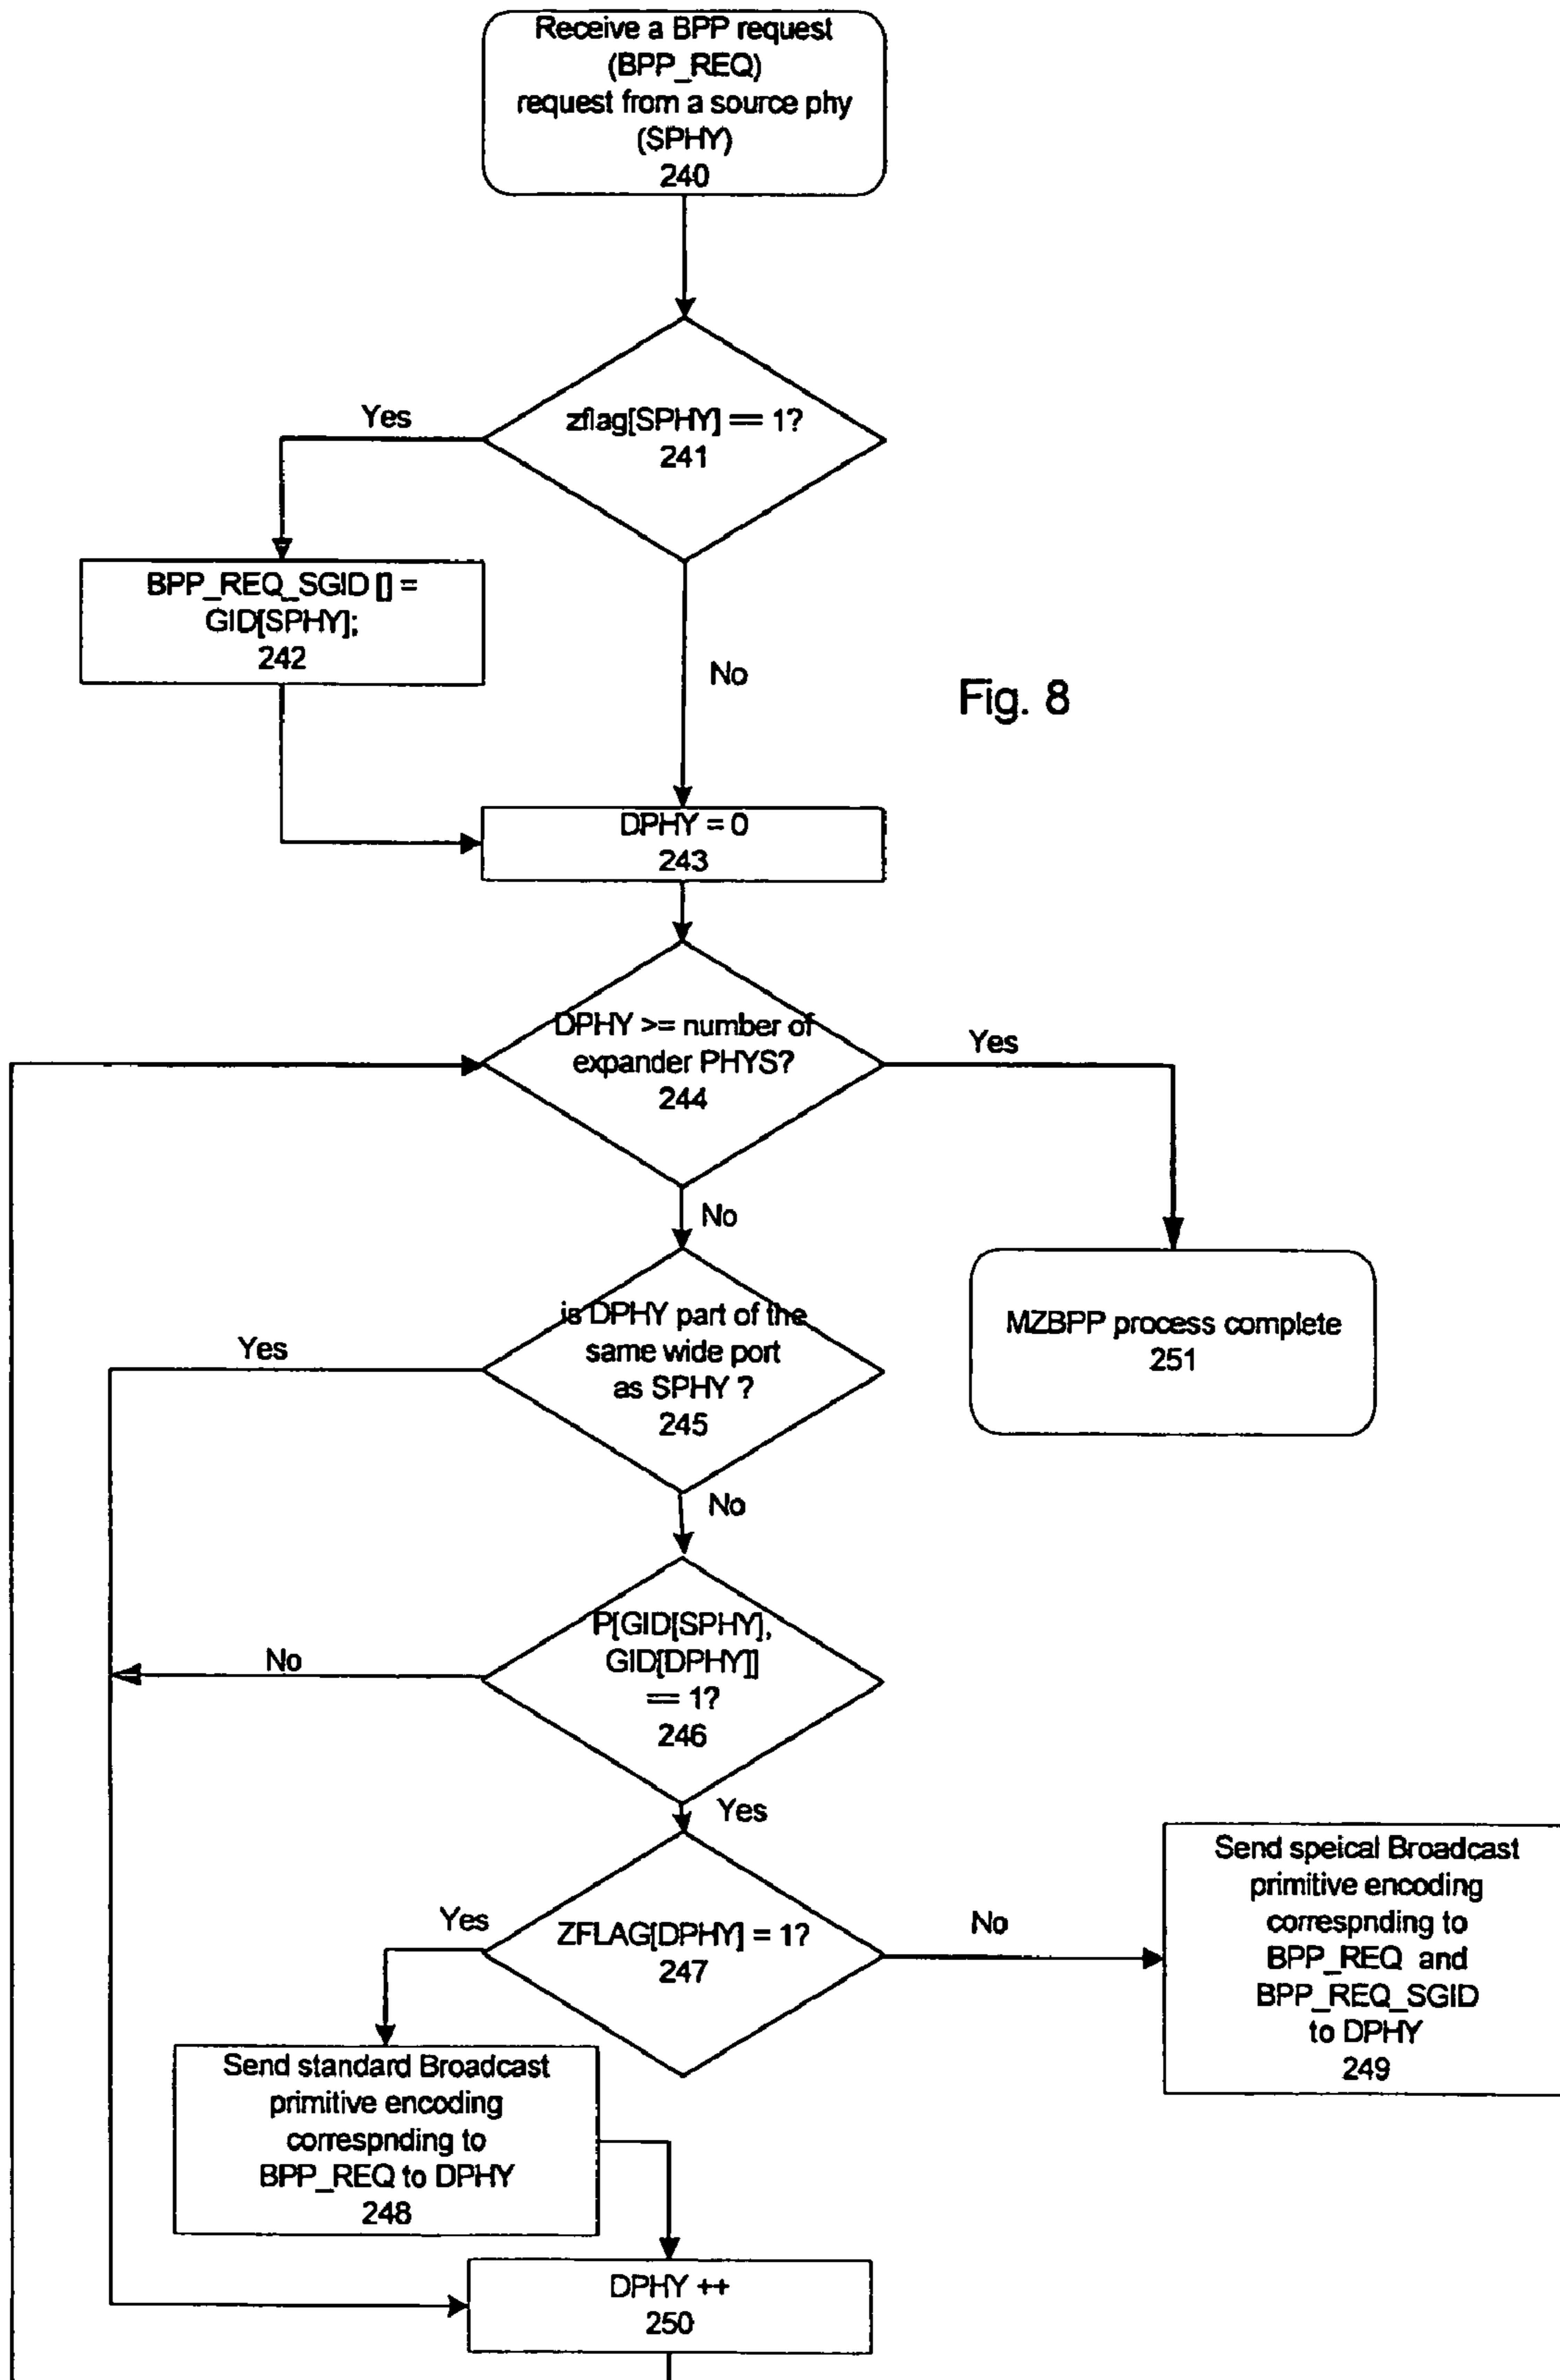 Receive a BPP request
(BPP_REQ)
request from a source phy
(SPHY)
240
zflag[SPHY] == 1?
241
Yes
BPP_REQ_SGID [] =
GID[SPHY];
242
No
Fig. 8
DPHY = 0
243
DPHY >= number of
expander PHYS?
244
Yes
No
MZBPP process complete
251
is DPHY part of the
same wide port
as SPHY ?
245
Yes
No
P[GID[SPHY],
GID[DPHY]]
== 1?
246
No
Yes
ZFLAG[DPHY] = 1?
247
Yes
No
Send speical Broadcast
primitive encoding
correspnding to
BPP_REQ and
BPP_REQ_SGID
to DPHY
249
Send standard Broadcast
primitive encoding
correspnding to
BPP_REQ to DPHY
248
DPHY ++
250